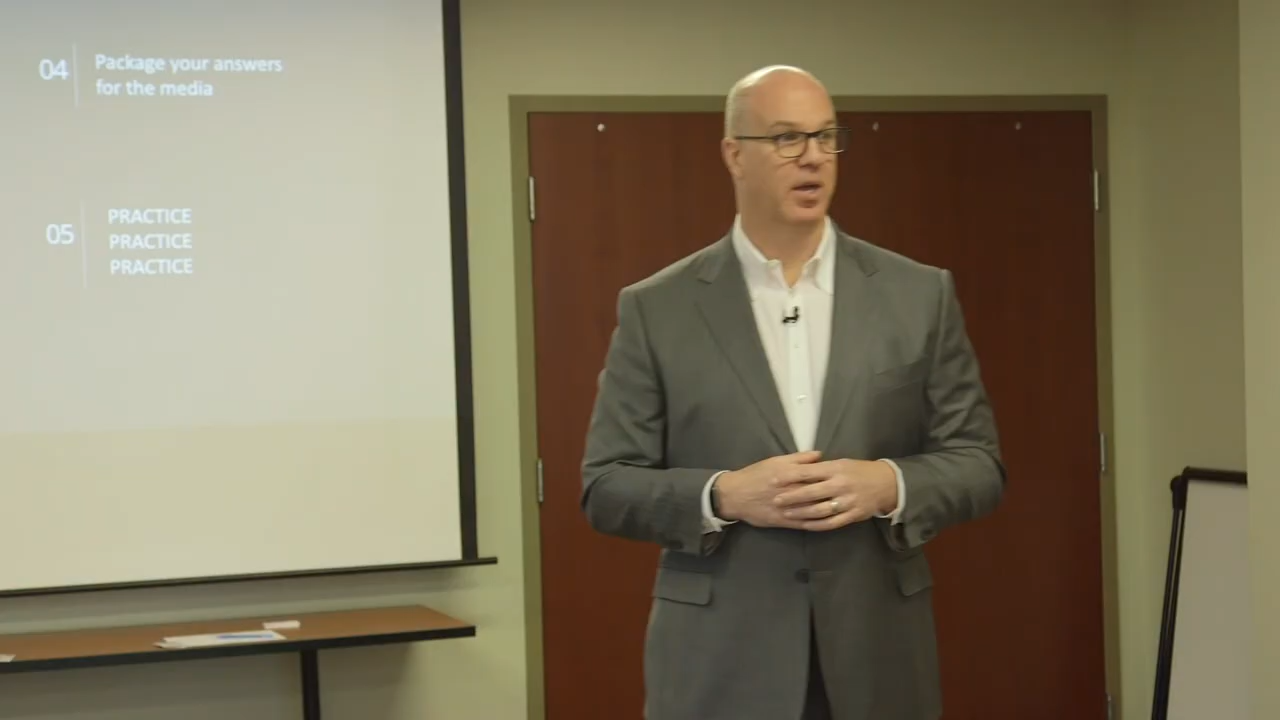 04
Package your answers
for the media
05
PRACTICE
PRACTICE
PRACTICE